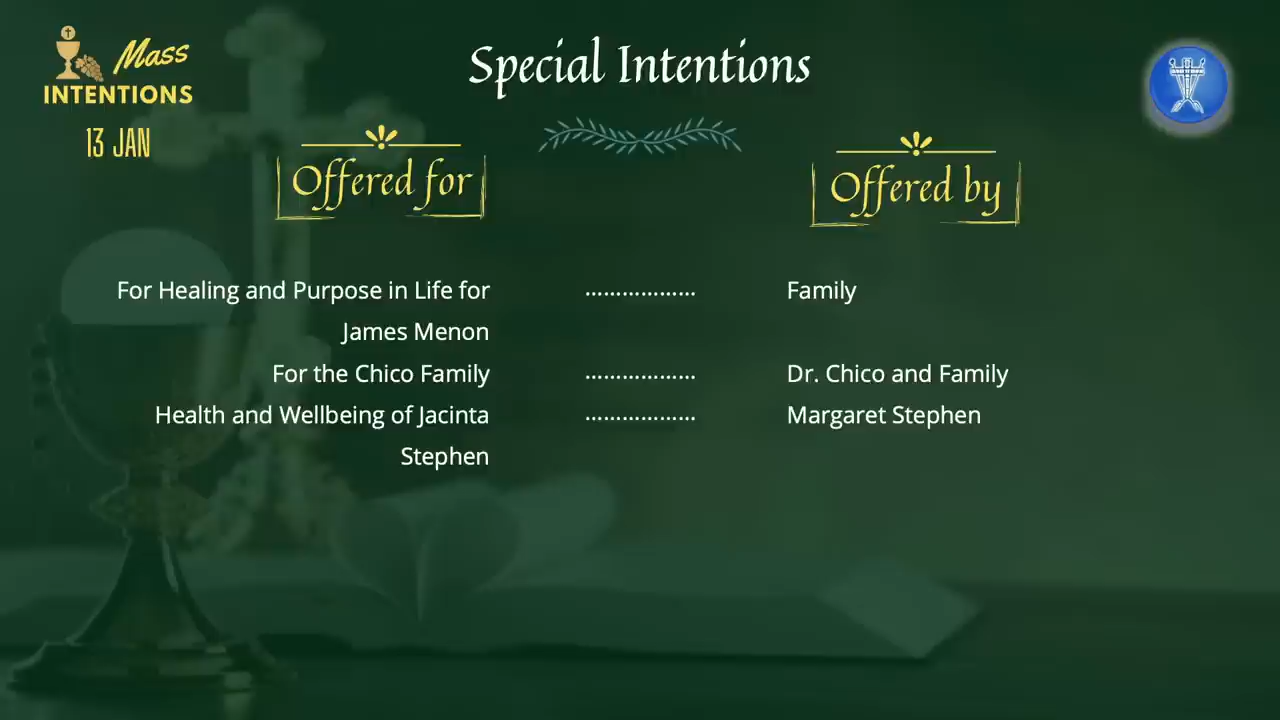 Mass
INTENTIONS
13 JAN
Special Intentions
Offered for
Offered by
For Healing and Purpose in Life for ……………… Family
James Menon
For the Chico Family ……………… Dr. Chico and Family
Health and Wellbeing of Jacinta ……………… Margaret Stephen
Stephen